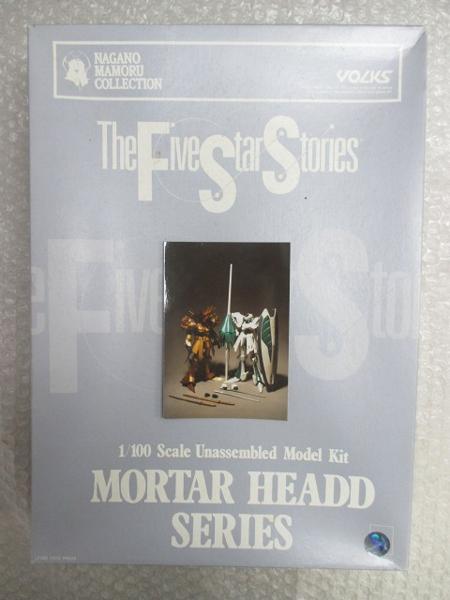 NAGANO
MAMORU
COLLECTION
VOLKS
The Five Star Stories
1/100 Scale Unassembled Model Kit
MORTAR HEADD
SERIES